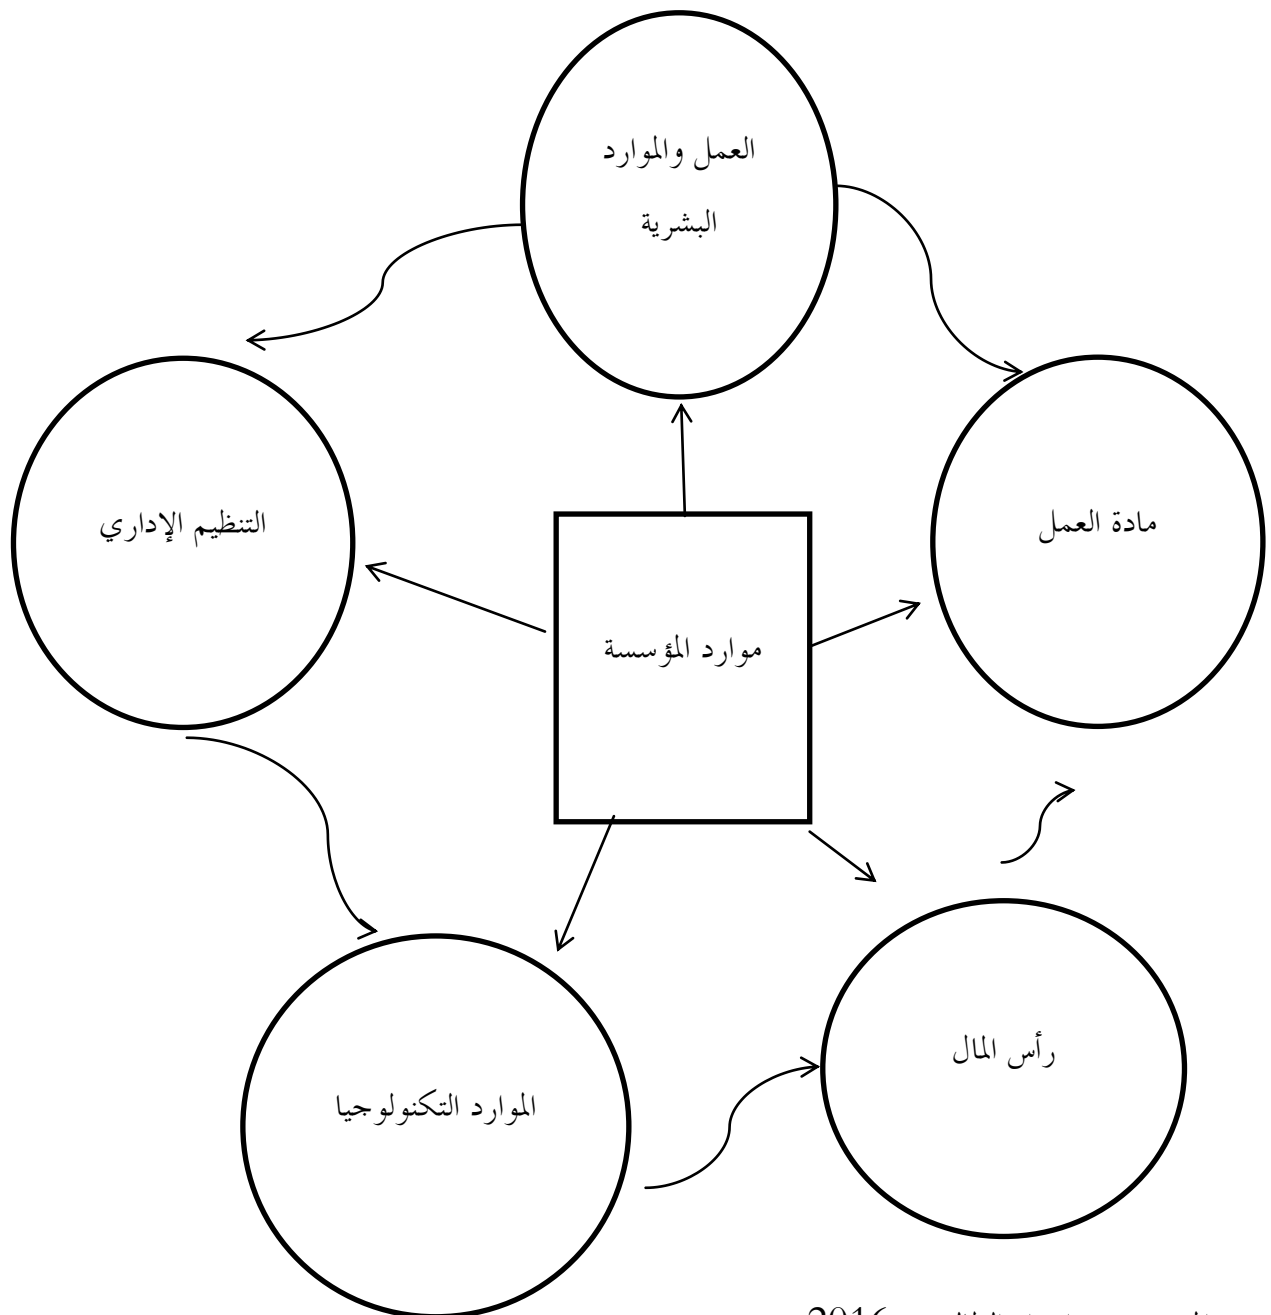 العمل والموارد
البشرية
مادة العمل
التنظيم الإداري
موارد المؤسسة
رأس المال
الموارد التكنولوجيا
2016